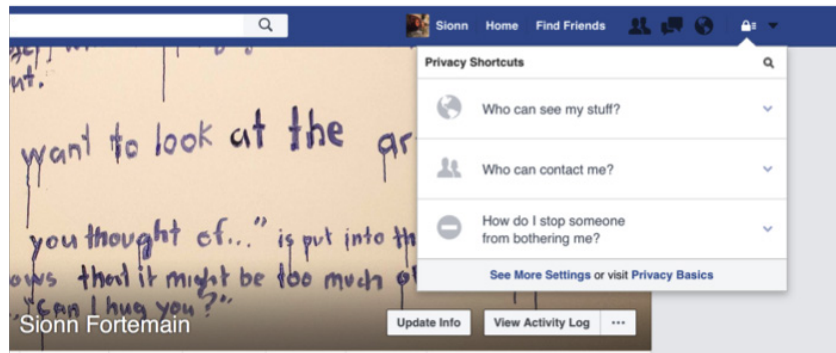 Sionn Home Find Friends
Privacy Shortcuts
Who can see my stuff?
Who can contact me?
How do I stop someone
from bothering me?
See More Settings or visit Privacy Basics
want to look at the
you thought of..." is put into
that it might be too much
"Can I hug you?"
Sionn Fortemain
Update Info View Activity Log ...